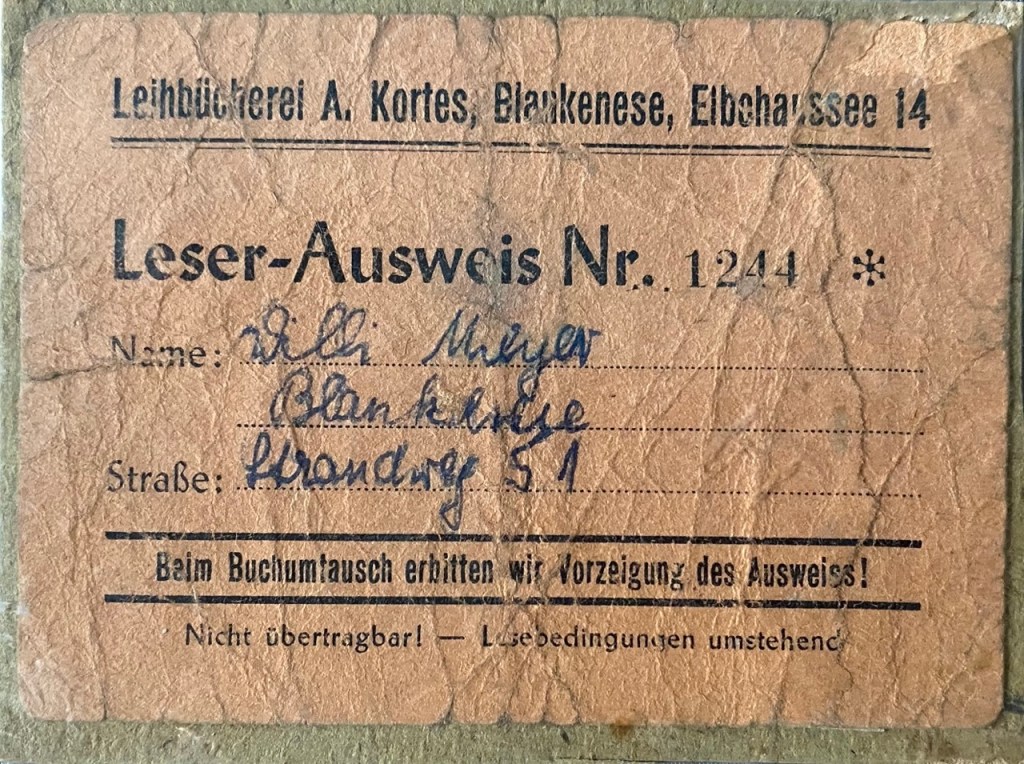 Leihbücherei A. Kortes, Blankenese, Elbchaussee 14
Leser-Ausweis Nr. 1244 *
Name: Willi Meyer
Blankenese
Straße: Strandweg 51
Beim Buchumtausch erbitten wir Vorzeigung des Ausweises!
Nicht übertragbar! — Lesebedingungen umstehend